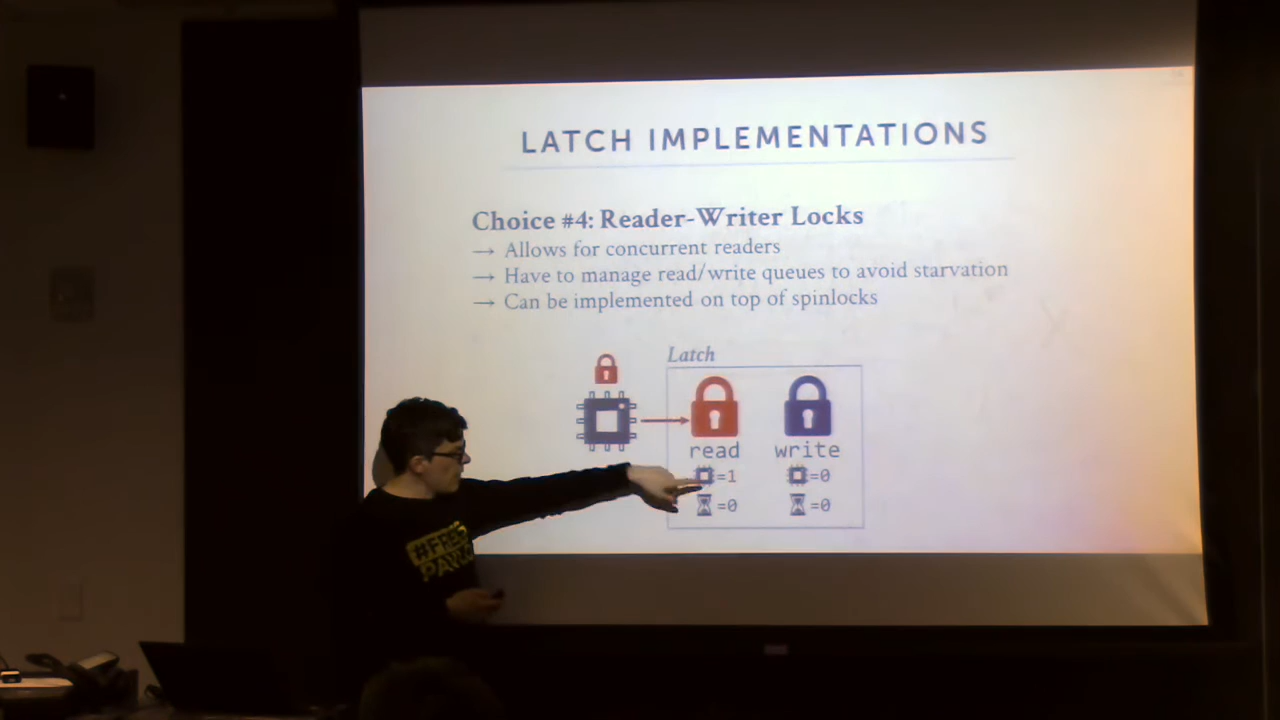 LATCH IMPLEMENTATIONS
Choice #4: Reader-Writer Locks
→ Allows for concurrent readers
→ Have to manage read/write queues to avoid starvation
→ Can be implemented on top of spinlocks
Latch
read write
=1 =0
=0 =0
#FREE